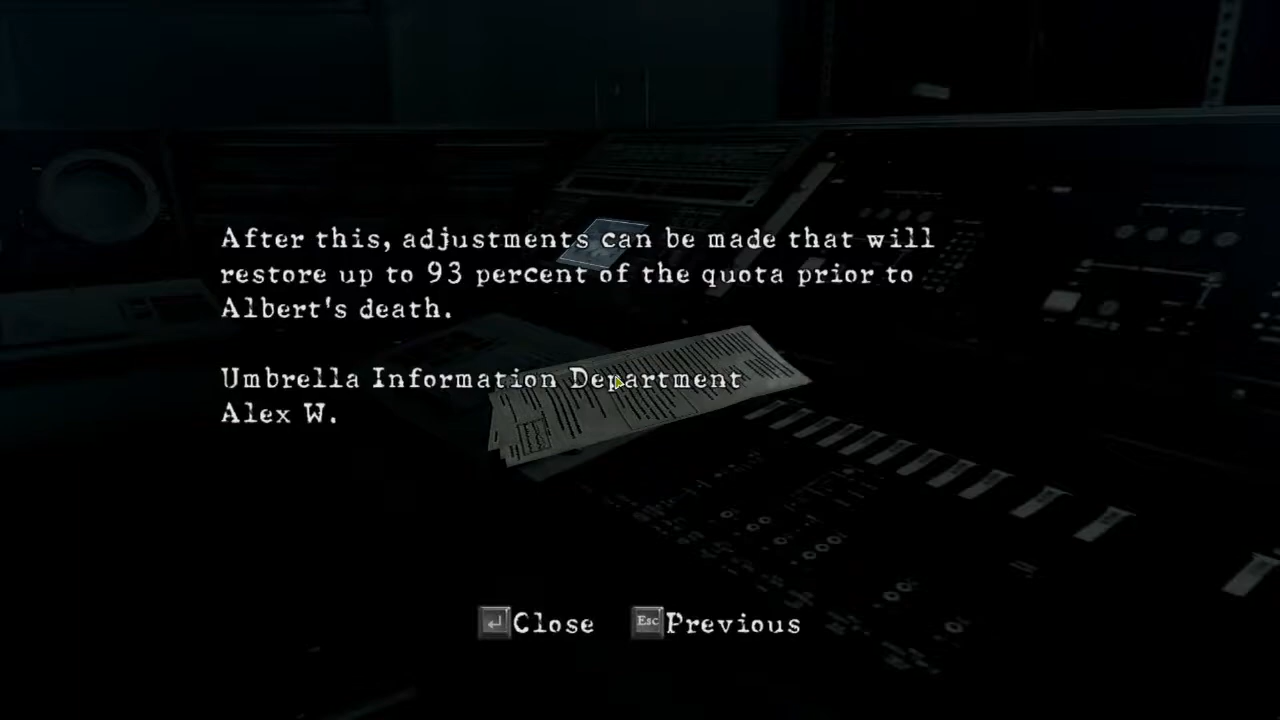 After this, adjustments can be made that will
restore up to 93 percent of the quota prior to
Albert's death.
Umbrella Information Department
Alex W.
Close
Esc Previous